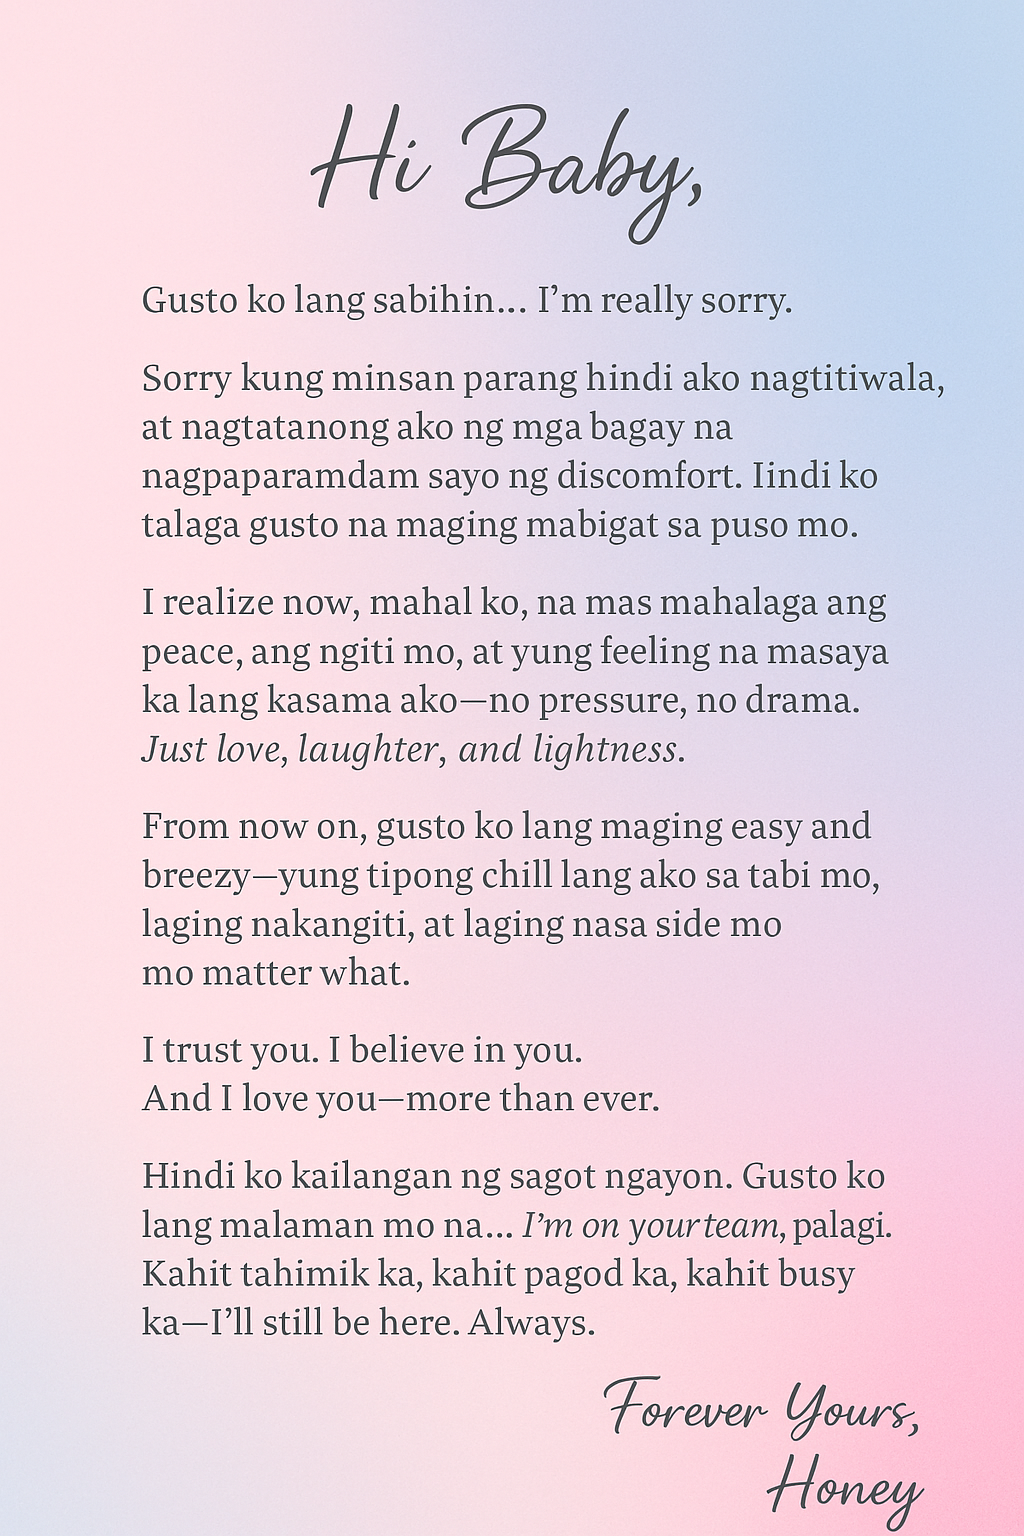 Hi Baby,
Gusto ko lang sabihin... I'm really sorry.
Sorry kung minsan parang hindi ako nagtitiwala,
at nagtatanong ako ng mga bagay na
nagpaparamdam sayo ng discomfort. Iindi ko
talaga gusto na maging mabigat sa puso mo.
I realize now, mahal ko, na mas mahalaga ang
peace, ang ngiti mo, at yung feeling na masaya
ka lang kasama ako—no pressure, no drama.
Just love, laughter, and lightness.
From now on, gusto ko lang maging easy and
breezy—yung tipong chill lang ako sa tabi mo,
laging nakangiti, at laging nasa side mo
mo matter what.
I trust you. I believe in you.
And I love you—more than ever.
Hindi ko kailangan ng sagot ngayon. Gusto ko
lang malaman mo na... I'm on your team, palagi.
Kahit tahimik ka, kahit pagod ka, kahit busy
ka—I'll still be here. Always.
Forever Yours,
Honey